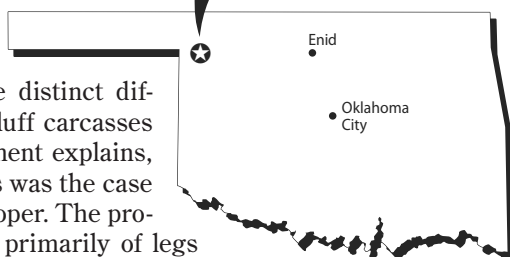 Enid
Oklahoma
City
distinct dif-
luff carcasses
ment explains,
s was the case
oper. The pro-
primarily of legs